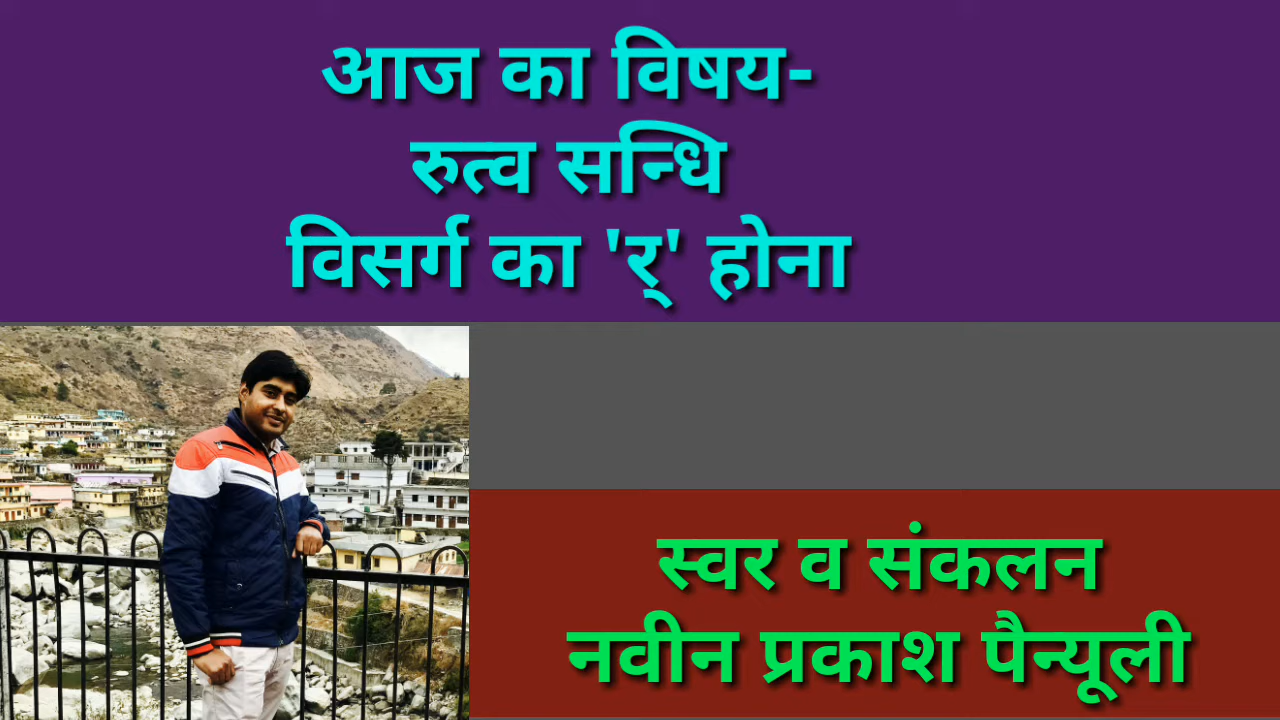 आज का विषय-
रुत्व सन्धि
विसर्ग का 'र्' होना
स्वर व संकलन
नवीन प्रकाश पैन्यूली